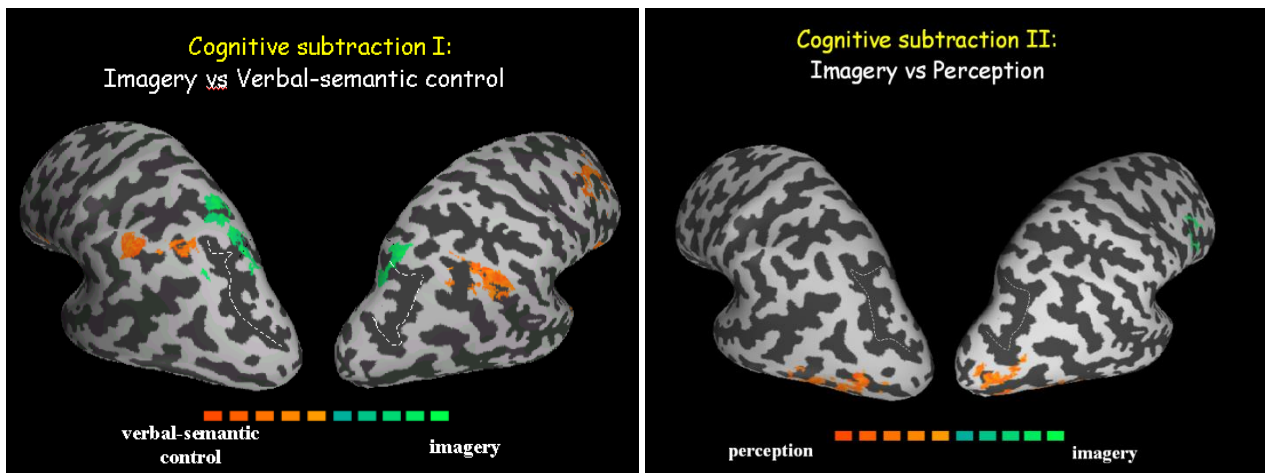 Cognitive subtraction I:
Imagery vs Verbal-semantic control
verbal-semantic
control
imagery
Cognitive subtraction II:
Imagery vs Perception
perception
imagery